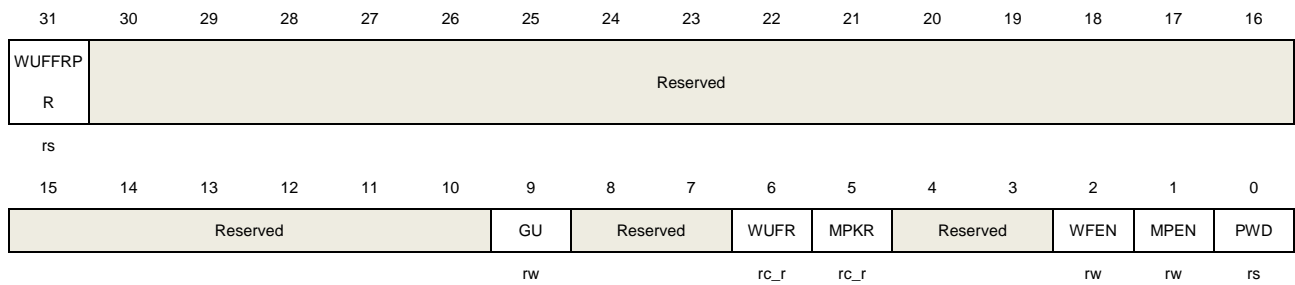 31 30 29 28 27 26 25 24 23 22 21 20 19 18 17 16
WUFFRP
R
Reserved
rs
15 14 13 12 11 10 9 8 7 6 5 4 3 2 1 0
Reserved GU Reserved WUFR MPKR Reserved WFEN MPEN PWD
rw rc_r rc_r rw rw rs